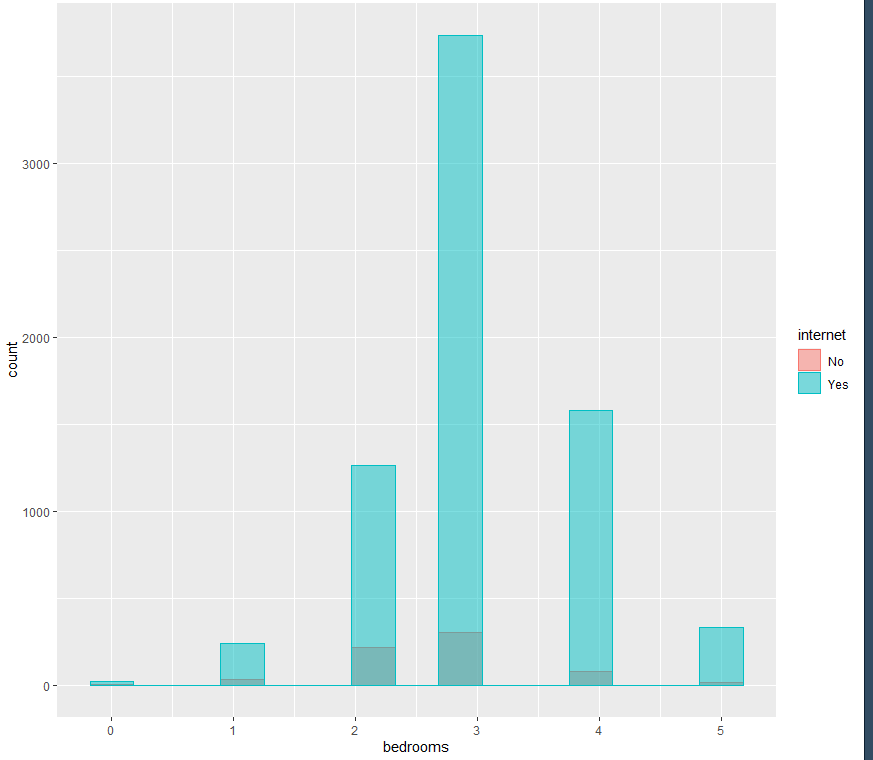 3000
2000
1000
0
count
0 1 2 3 4 5
bedrooms
internet
No
Yes